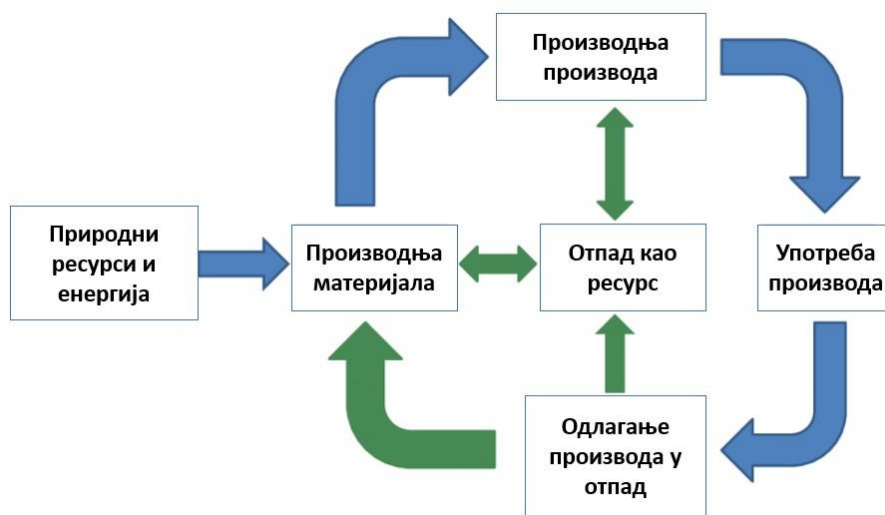 Производња
производа
Природни
ресурси и
енергија
Производња
материјала
Отпад као
ресурс
Употреба
производа
Одлагање
производа у
отпад